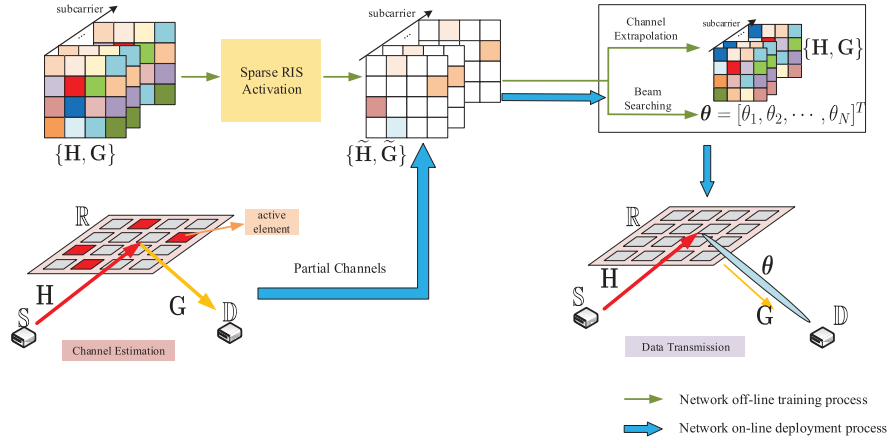 subcarrier
...
{H, G}
Sparse RIS
Activation
subcarrier
...
{H̃, G̃}
Channel
Extrapolation
subcarrier
...
{H, G}
Beam
Searching
θ = [θ₁, θ₂, ⋯ , θ_N]ᵀ
ℝ
active
element
H
G
𝕊
𝔻
Channel Estimation
Partial Channels
ℝ
H
θ
G
𝕊
𝔻
Data Transmission
Network off-line training process
Network on-line deployment process